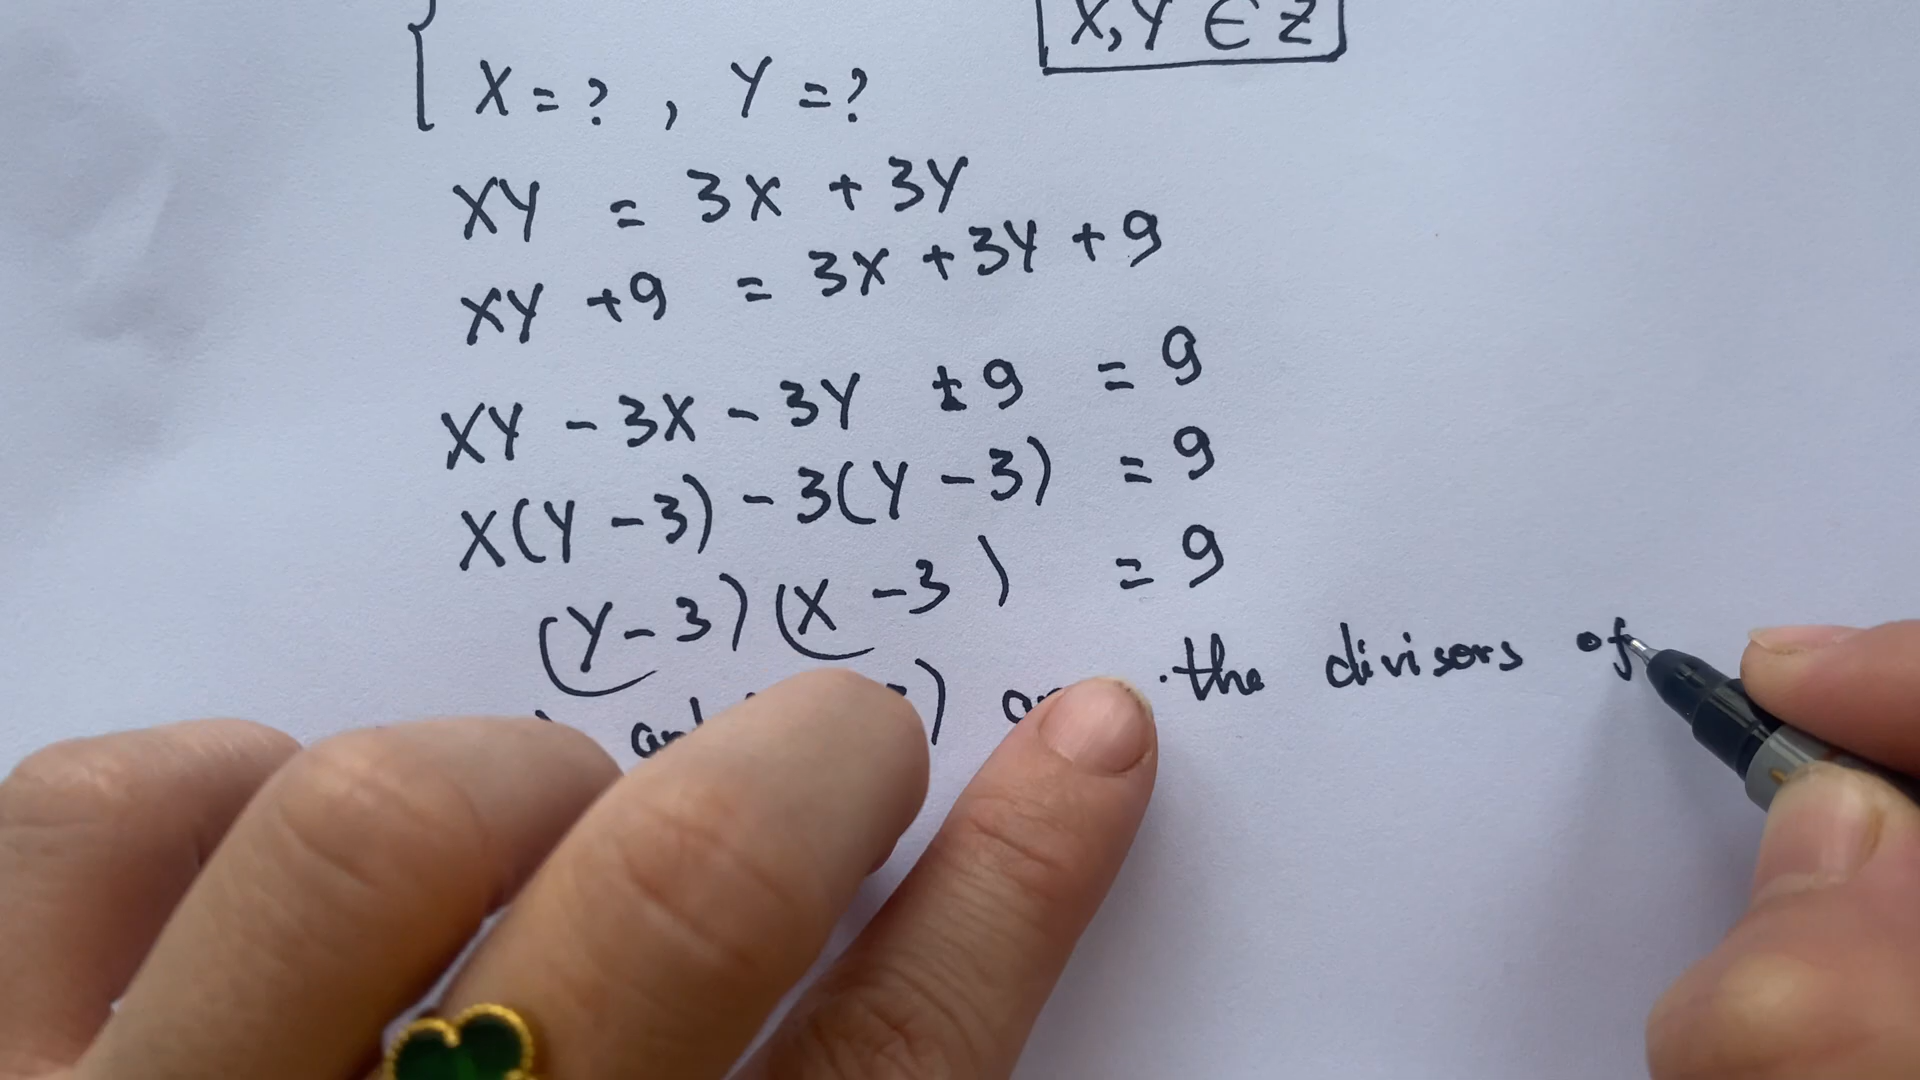 X, Y ∈ Z
X = ? , Y = ?
XY = 3X + 3Y
XY + 9 = 3X + 3Y + 9
XY - 3X - 3Y + 9 = 9
X(Y - 3) - 3(Y - 3) = 9
(Y - 3)(X - 3) = 9
the divisors of